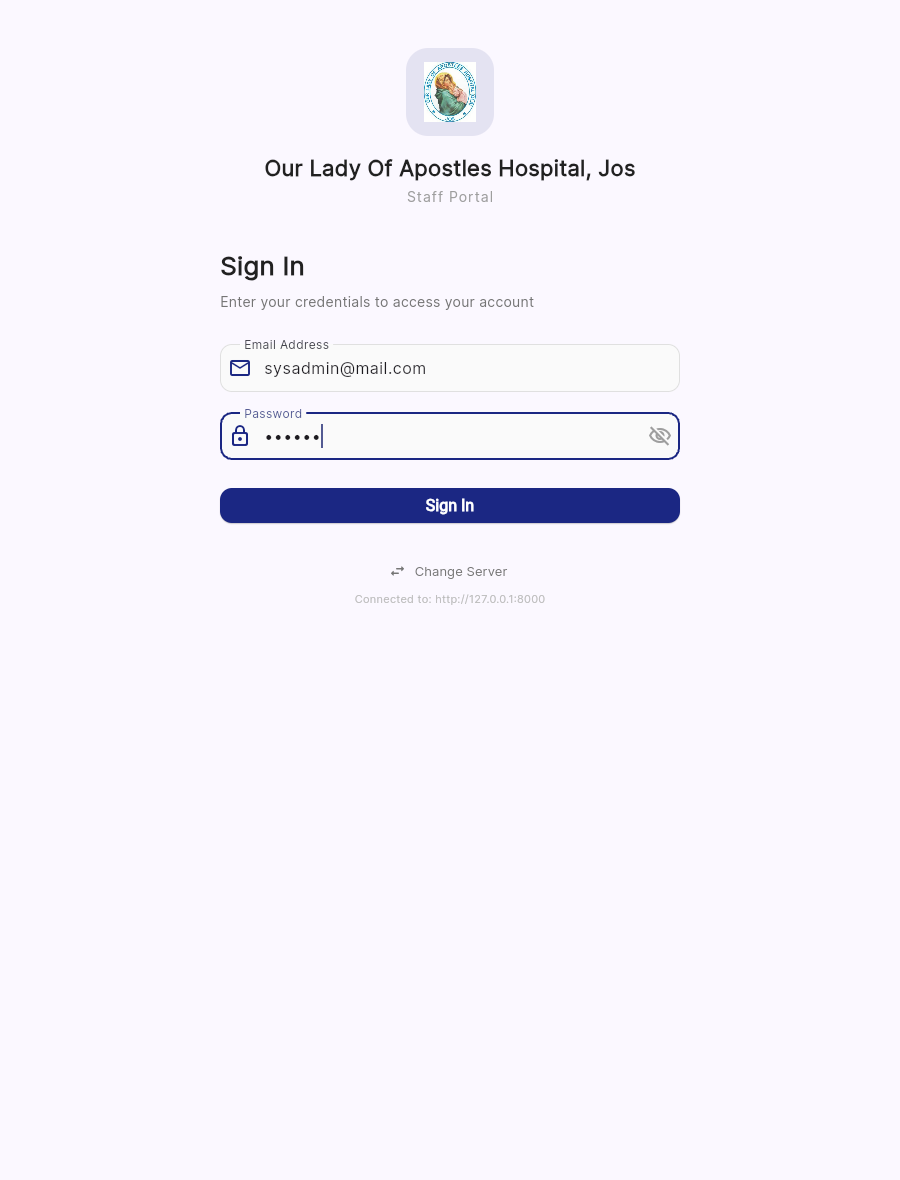 Our Lady Of Apostles Hospital, Jos
Staff Portal
Sign In
Enter your credentials to access your account
Email Address
sysadmin@mail.com
Password
••••••
Sign In
Change Server
Connected to: http://127.0.0.1:8000